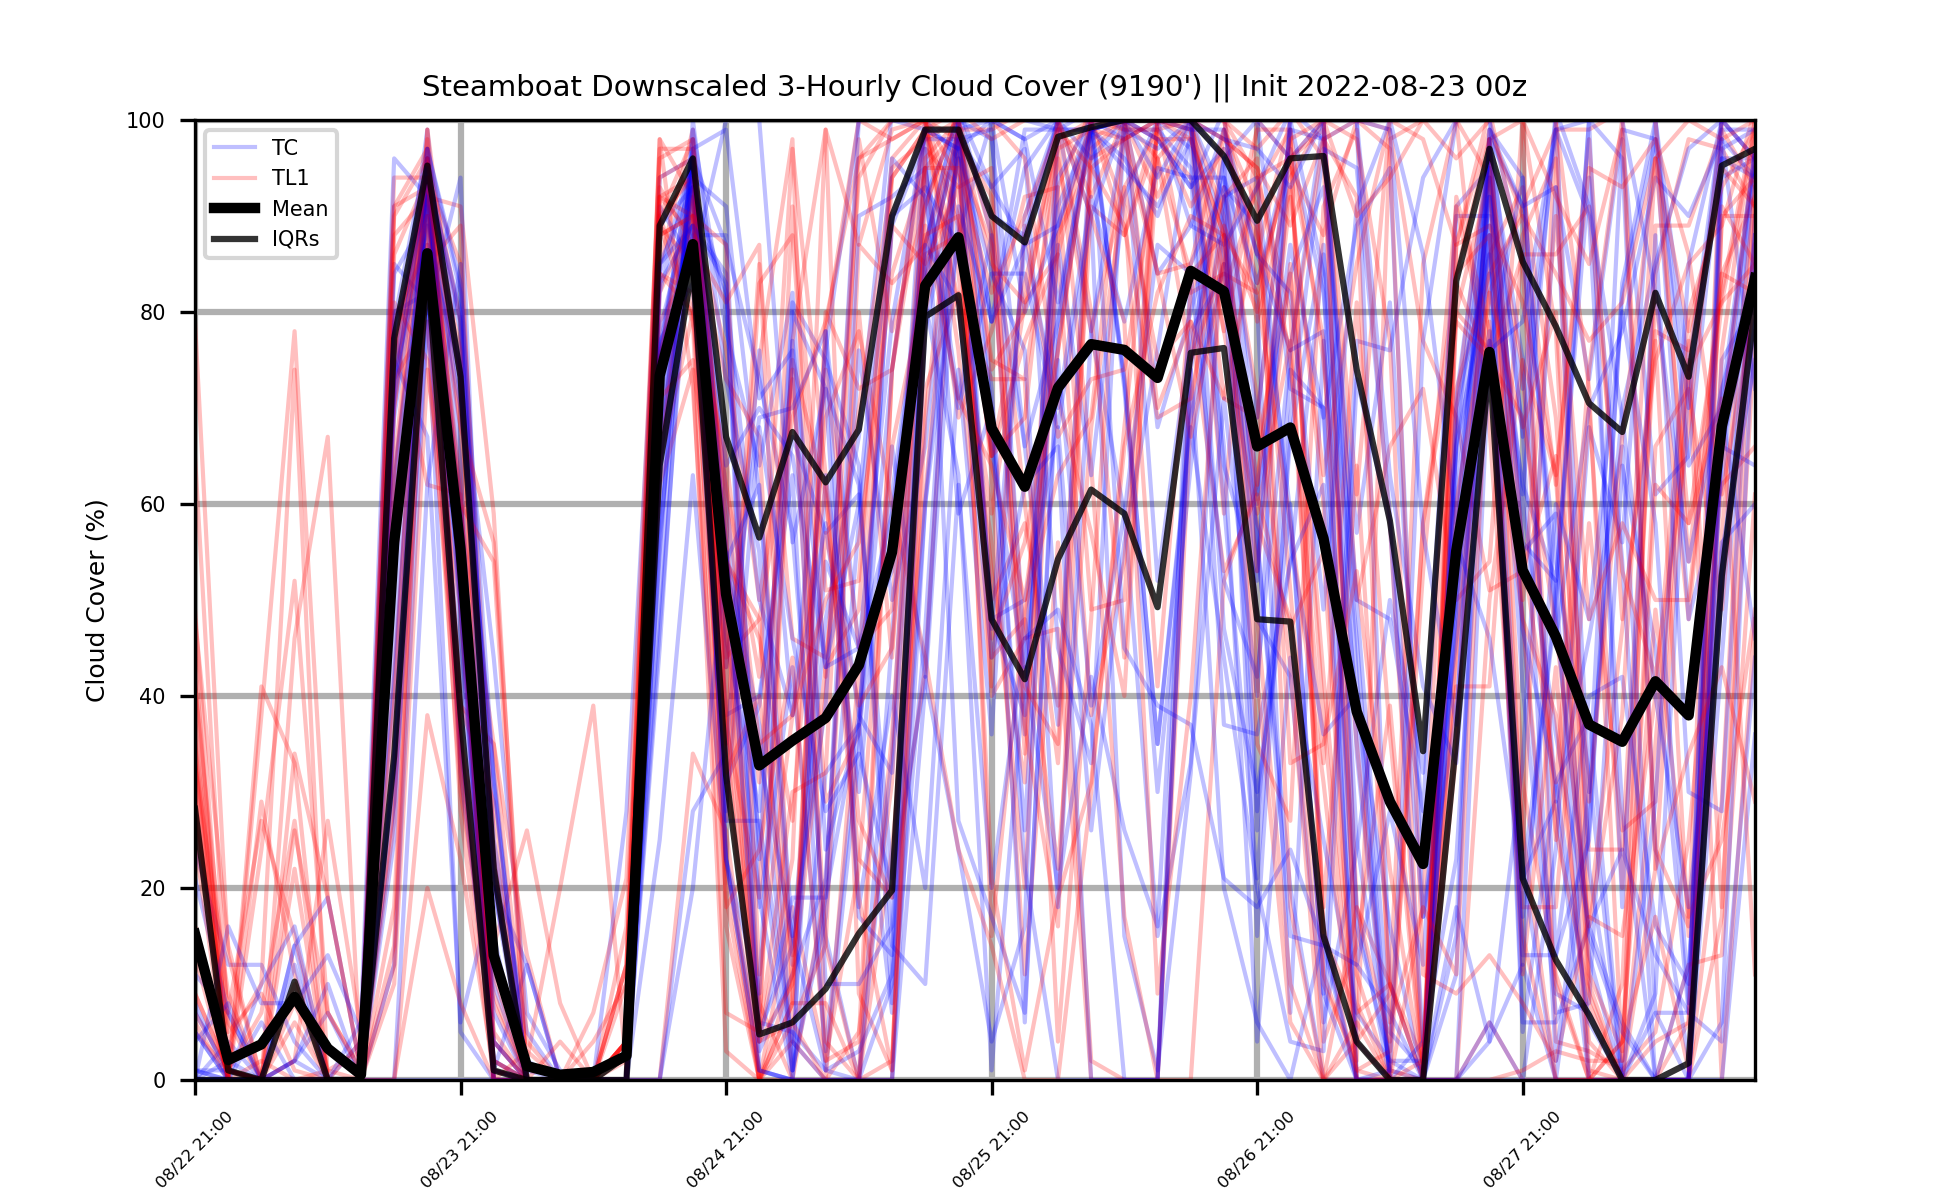 Steamboat Downscaled 3-Hourly Cloud Cover (9190') || Init 2022-08-23 00z
100
80
60
40
20
0
Cloud Cover (%)
TC
TL1
Mean
IQRs
08/22 21:00
08/23 21:00
08/24 21:00
08/25 21:00
08/26 21:00
08/27 21:00